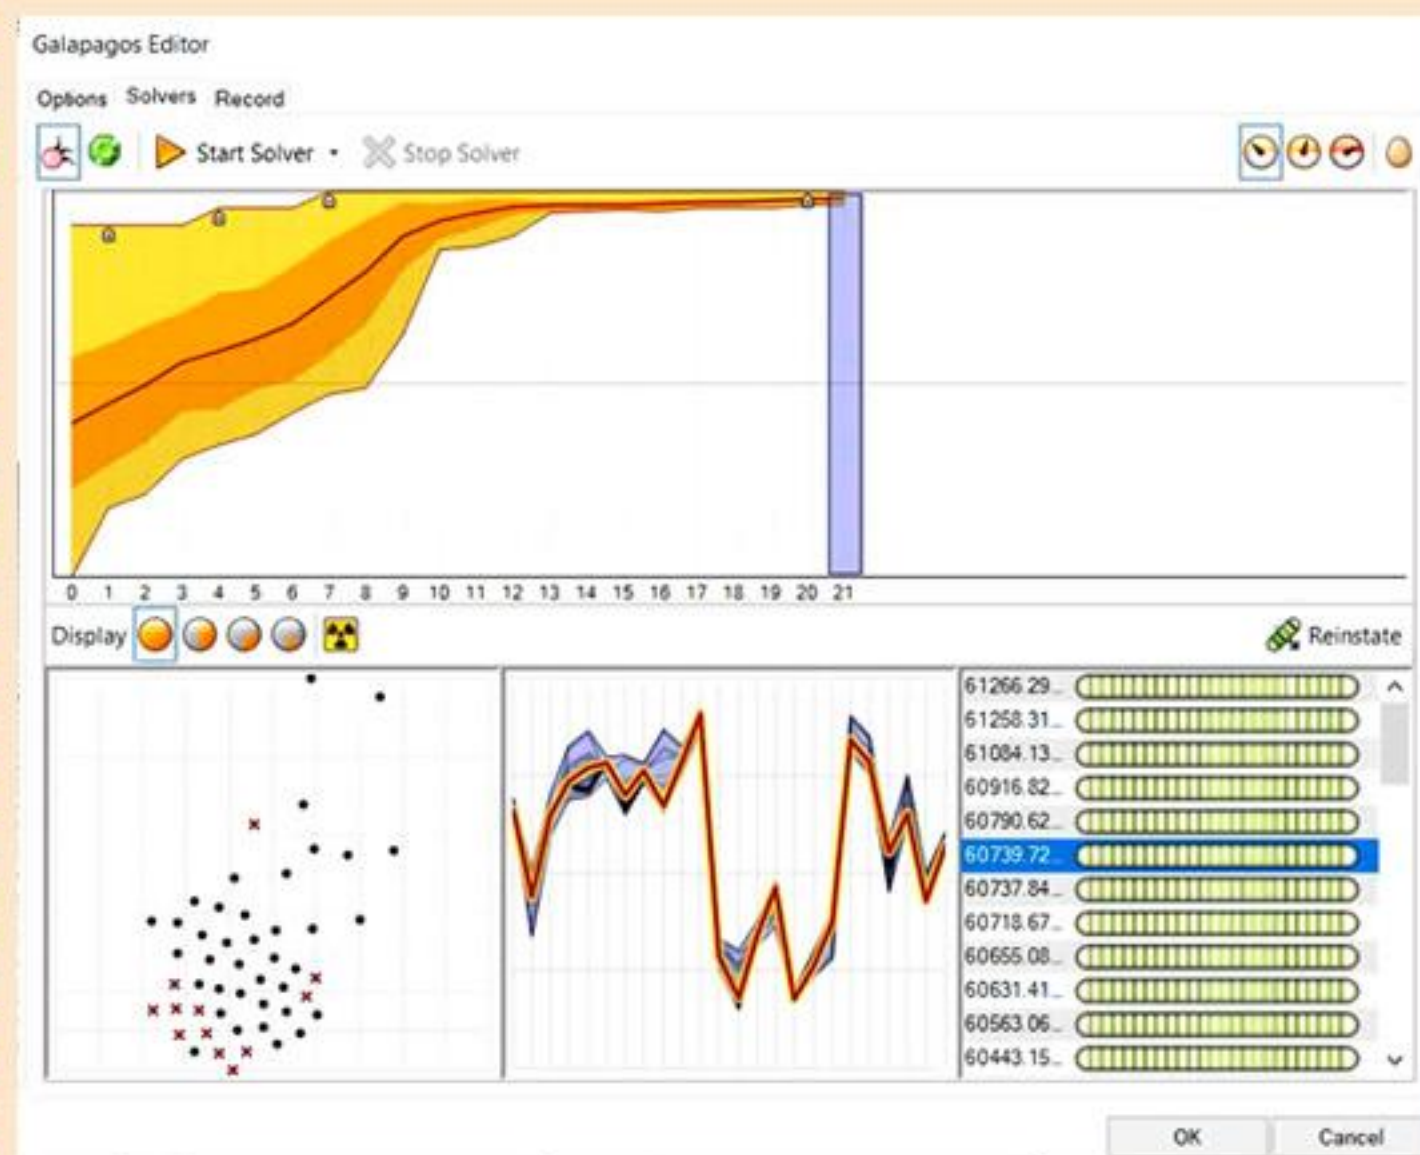 Galapagos Editor
Options Solvers Record
Start Solver Stop Solver
0 1 2 3 4 5 6 7 8 9 10 11 12 13 14 15 16 17 18 19 20 21
Display Reinstate
61266.29...
61258.31...
61084.13...
60916.82...
60790.62...
60739.72...
60737.84...
60718.67...
60655.08...
60631.41...
60563.06...
60443.15...
OK Cancel